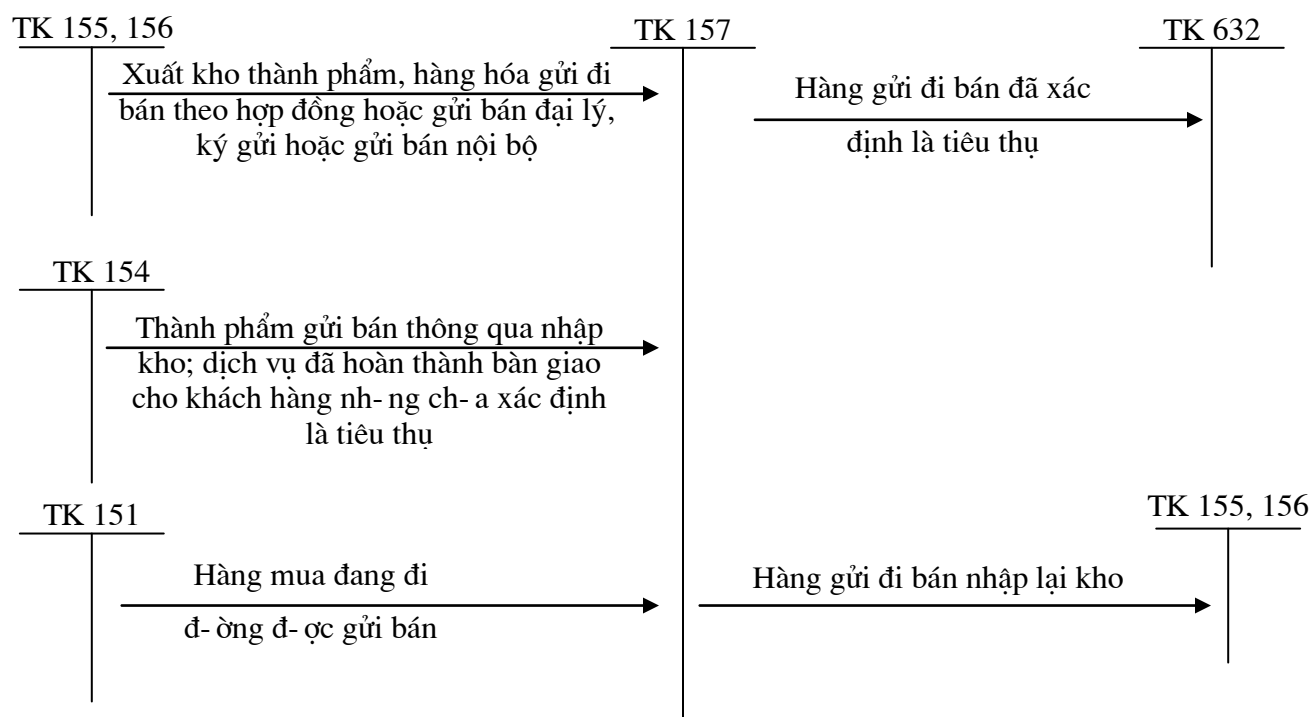 TK 155, 156
TK 157
TK 632
Xuất kho thành phẩm, hàng hóa gửi đi
bán theo hợp đồng hoặc gửi bán đại lý,
ký gửi hoặc gửi bán nội bộ
Hàng gửi đi bán đã xác
định là tiêu thụ
TK 154
Thành phẩm gửi bán thông qua nhập
kho; dịch vụ đã hoàn thành bàn giao
cho khách hàng nh- ng ch- a xác định
là tiêu thụ
TK 151
Hàng mua đang đi
đ- ờng đ- ợc gửi bán
TK 155, 156
Hàng gửi đi bán nhập lại kho